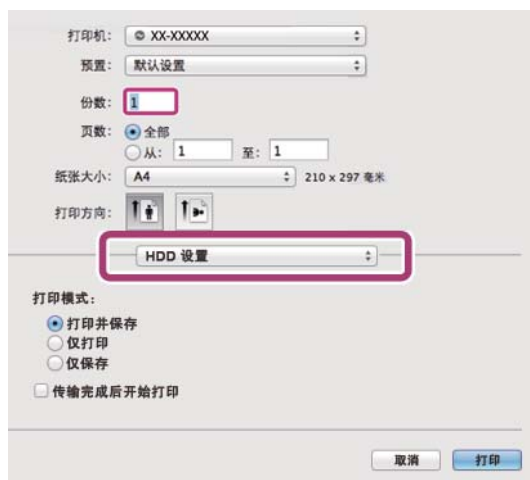 打印机: XX-XXXXX
预置: 默认设置
份数: 1
页数: 全部
从: 1 至: 1
纸张大小: A4 210 x 297 毫米
打印方向:
HDD 设置
打印模式:
打印并保存
仅打印
仅保存
传输完成后开始打印
取消 打印